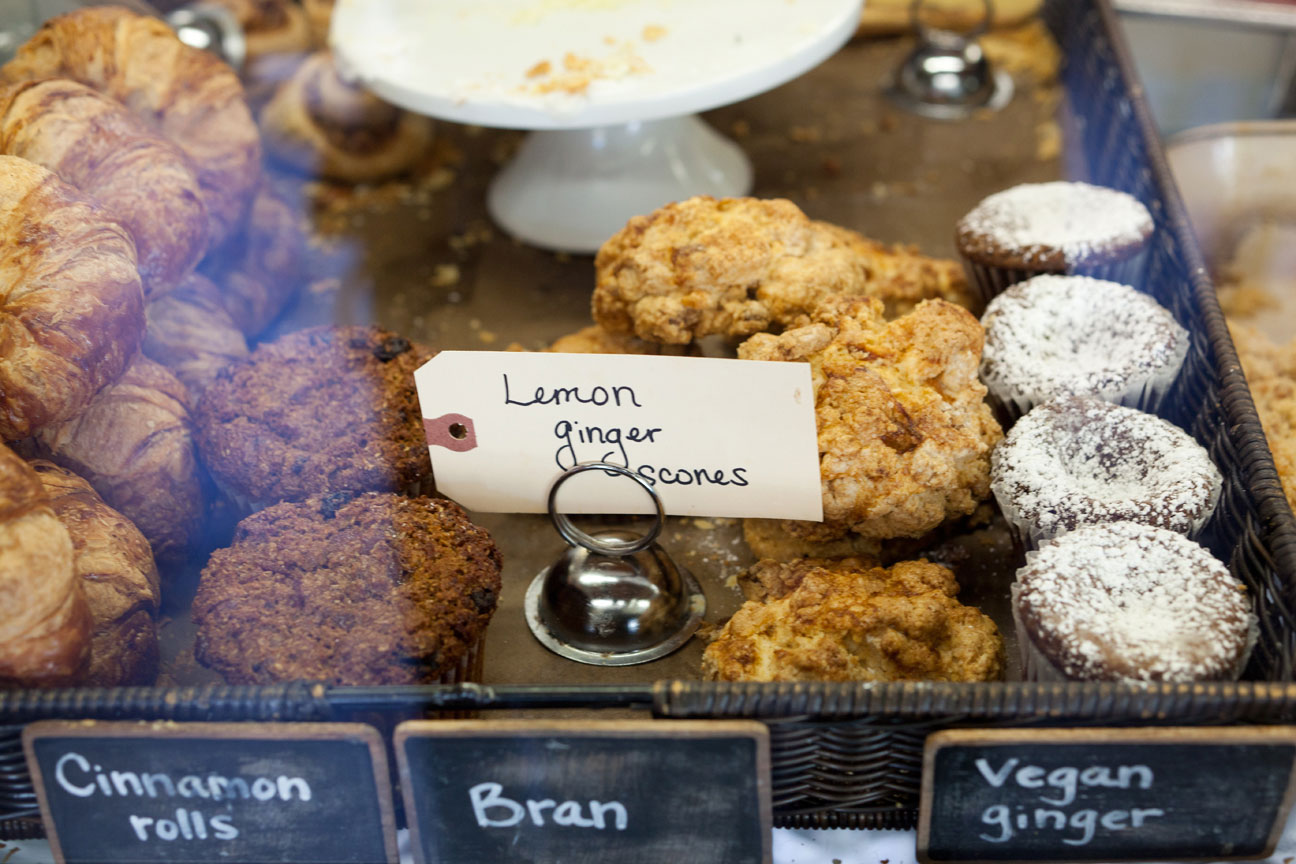 Lemon
ginger
scones
Cinnamon
rolls
Bran
Vegan
ginger